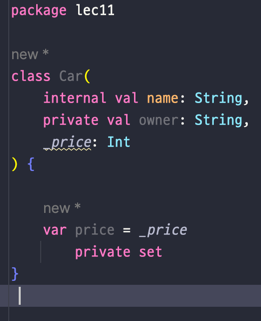 package lec11
new *
class Car(
internal val name: String,
private val owner: String,
_price: Int
) {
new *
var price = _price
private set
}